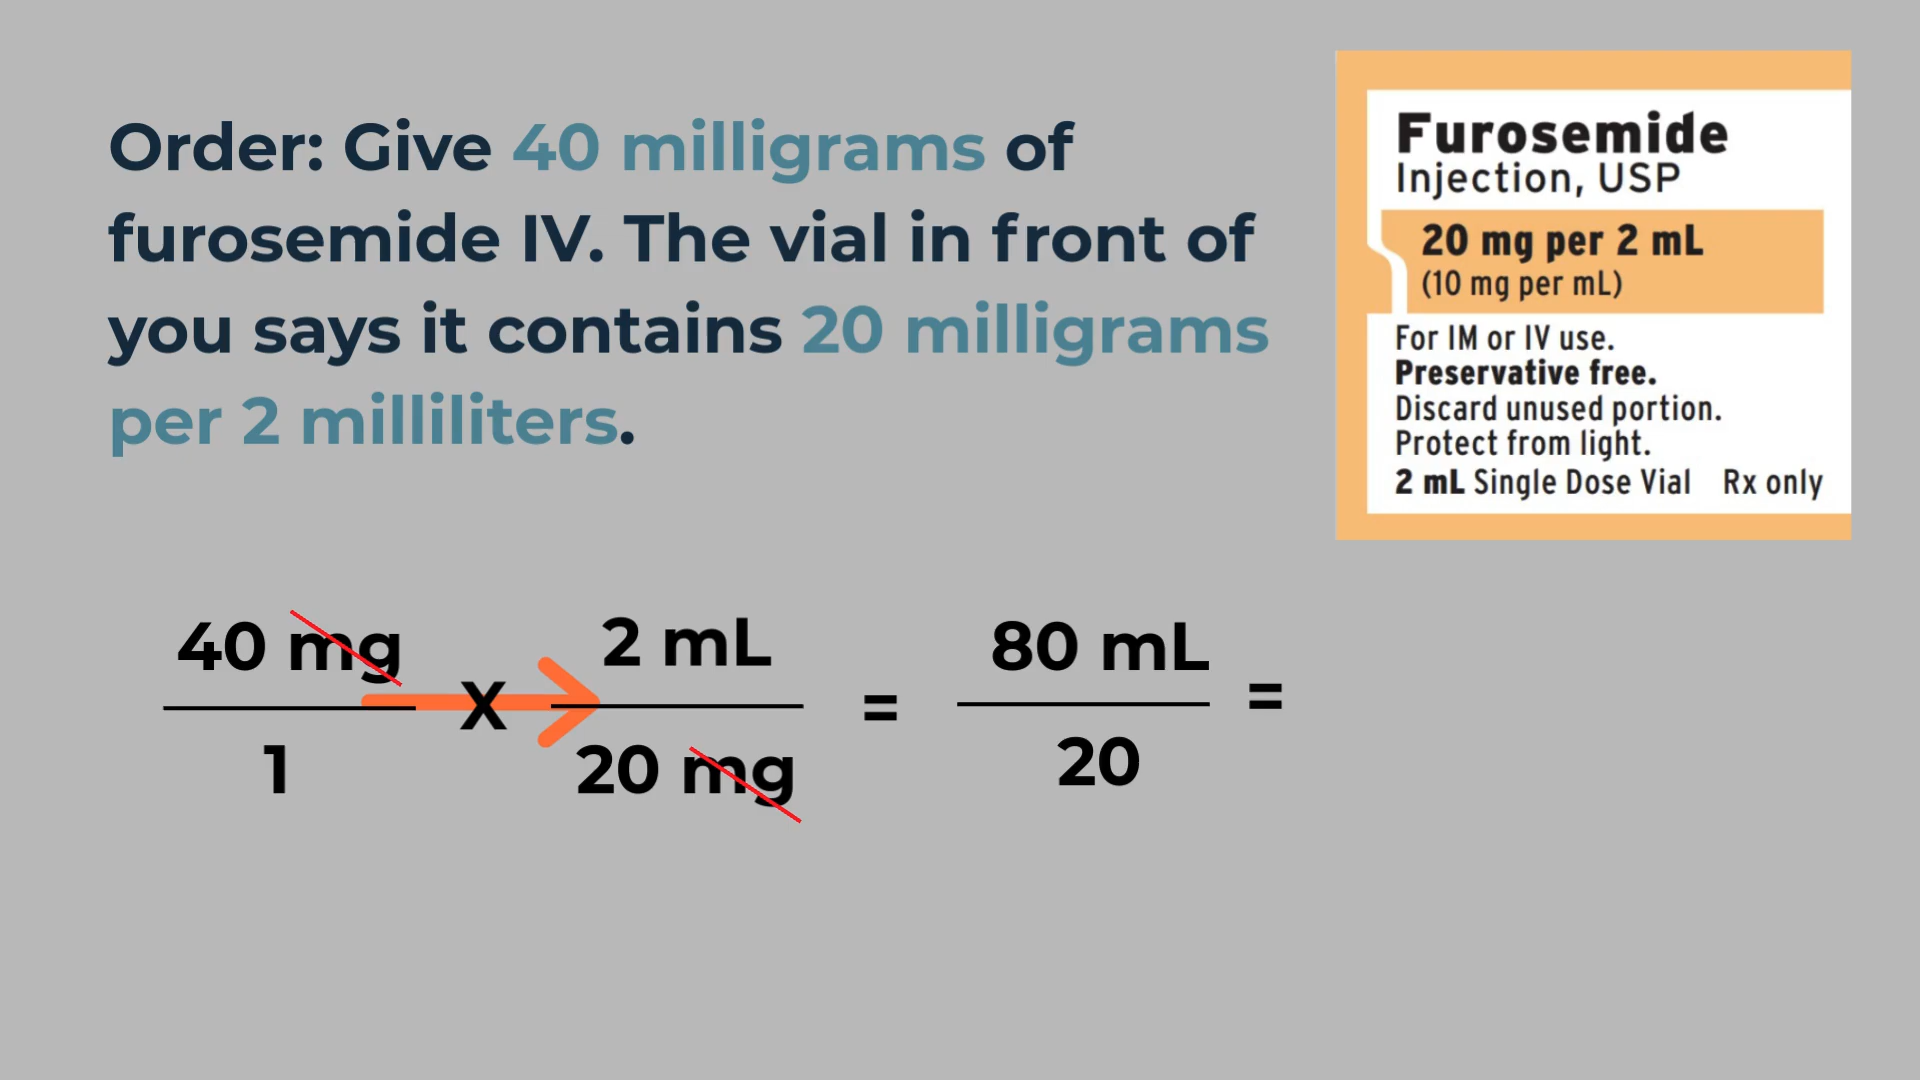 Order: Give 40 milligrams of
furosemide IV. The vial in front of
you says it contains 20 milligrams
per 2 milliliters.
Furosemide
Injection, USP
20 mg per 2 mL
(10 mg per mL)
For IM or IV use.
Preservative free.
Discard unused portion.
Protect from light.
2 mL Single Dose Vial Rx only
40 mg x 2 mL = 80 mL =
1 20 mg 20